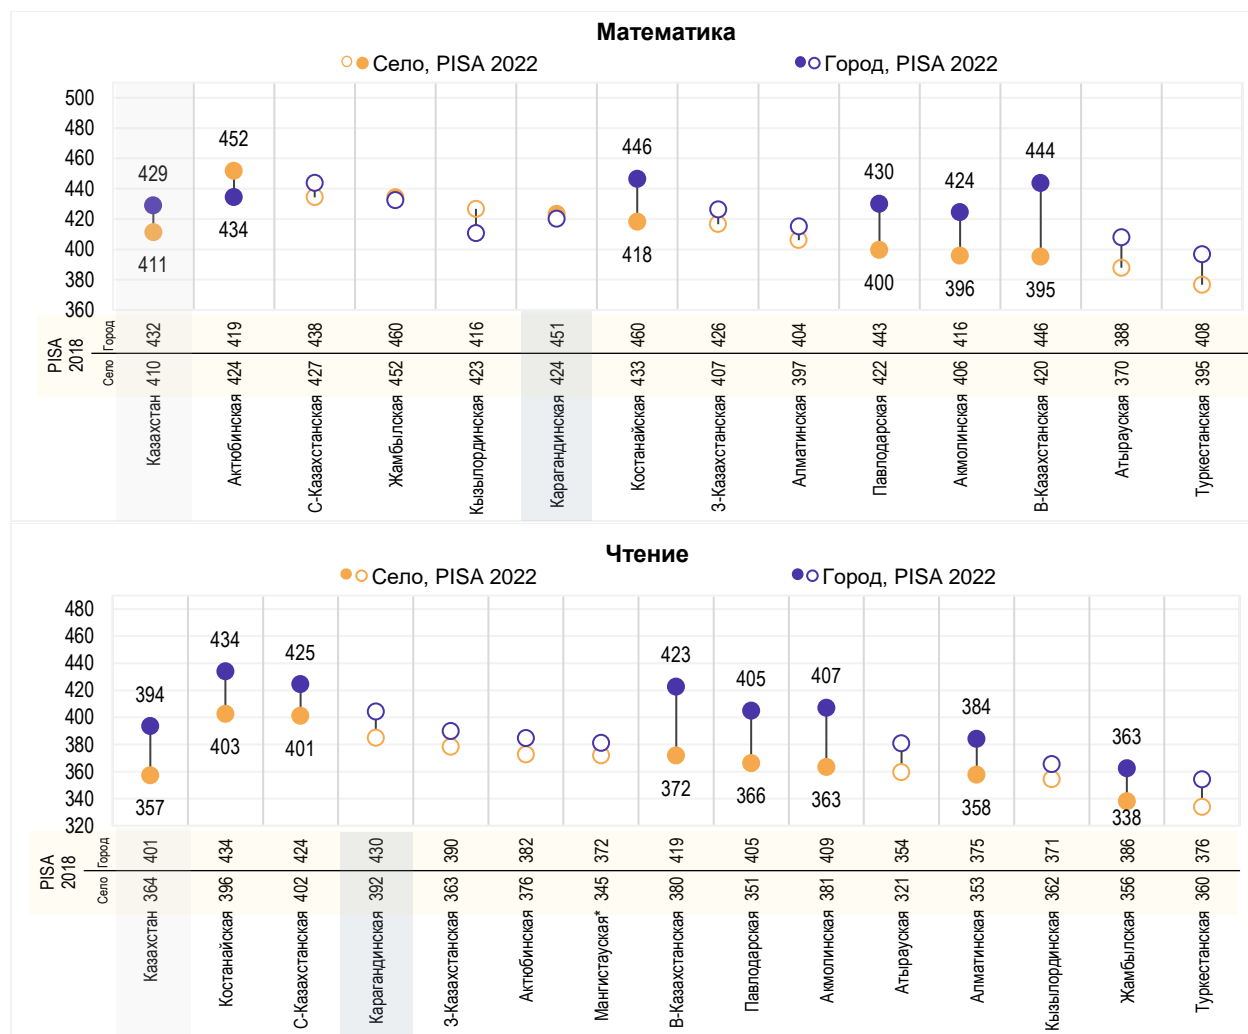 Математика
Село, PISA 2022
Город, PISA 2022
500
480
460
440
420
400
380
360
429
411
452
434
446
418
430
400
424
396
444
395
PISA 2018
Город 432 419 438 460 416 451 460 426 404 443 416 446 388 408
Село 410 424 427 452 423 424 433 407 397 422 406 420 370 395
Казахстан
Актюбинская
С-Казахстанская
Жамбылская
Кызылординская
Карагандинская
Костанайская
З-Казахстанская
Алматинская
Павлодарская
Акмолинская
В-Казахстанская
Атырауская
Туркестанская
Чтение
Село, PISA 2022
Город, PISA 2022
480
460
440
420
400
380
360
340
320
394
357
434
403
425
401
423
372
405
366
407
363
384
358
363
338
PISA 2018
Город 401 434 424 430 390 382 372 419 405 409 354 375 371 386 376
Село 364 396 402 392 363 376 345 380 351 381 321 353 362 356 360
Казахстан
Костанайская
С-Казахстанская
Карагандинская
З-Казахстанская
Актюбинская
Мангистауская*
В-Казахстанская
Павлодарская
Акмолинская
Атырауская
Алматинская
Кызылординская
Жамбылская
Туркестанская